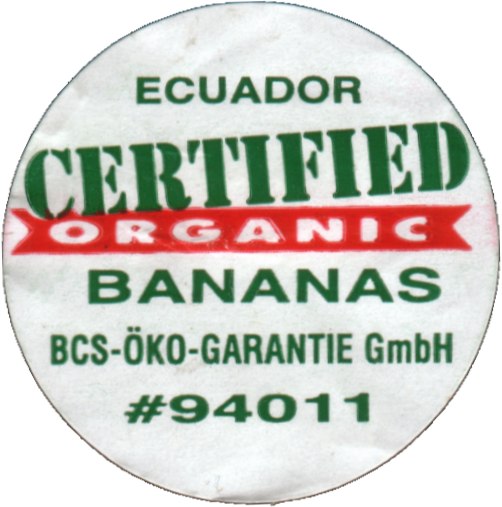 ECUADOR
CERTIFIED
ORGANIC
BANANAS
BCS-ÖKO-GARANTIE GmbH
#94011